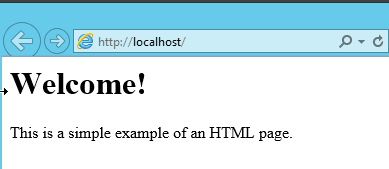 http://localhost/
Welcome!
This is a simple example of an HTML page.